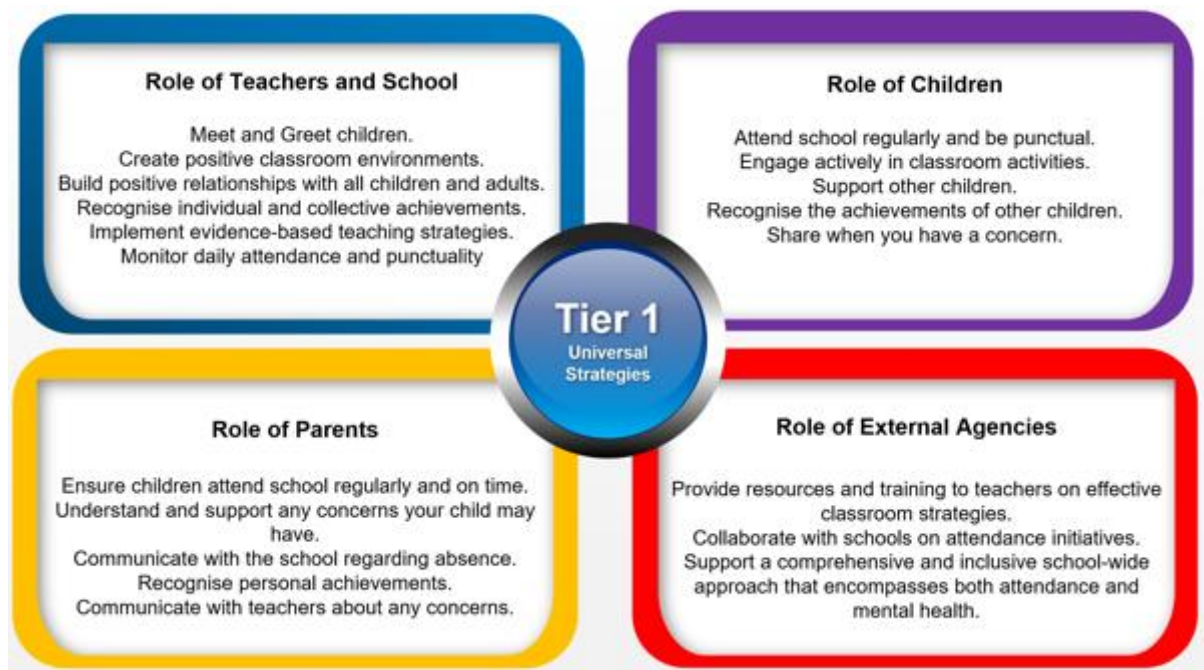 Role of Teachers and School
Meet and Greet children.
Create positive classroom environments.
Build positive relationships with all children and adults.
Recognise individual and collective achievements.
Implement evidence-based teaching strategies.
Monitor daily attendance and punctuality
Role of Children
Attend school regularly and be punctual.
Engage actively in classroom activities.
Support other children.
Recognise the achievements of other children.
Share when you have a concern.
Tier 1
Universal
Strategies
Role of Parents
Ensure children attend school regularly and on time.
Understand and support any concerns your child may
have.
Communicate with the school regarding absence.
Recognise personal achievements.
Communicate with teachers about any concerns.
Role of External Agencies
Provide resources and training to teachers on effective
classroom strategies.
Collaborate with schools on attendance initiatives.
Support a comprehensive and inclusive school-wide
approach that encompasses both attendance and
mental health.